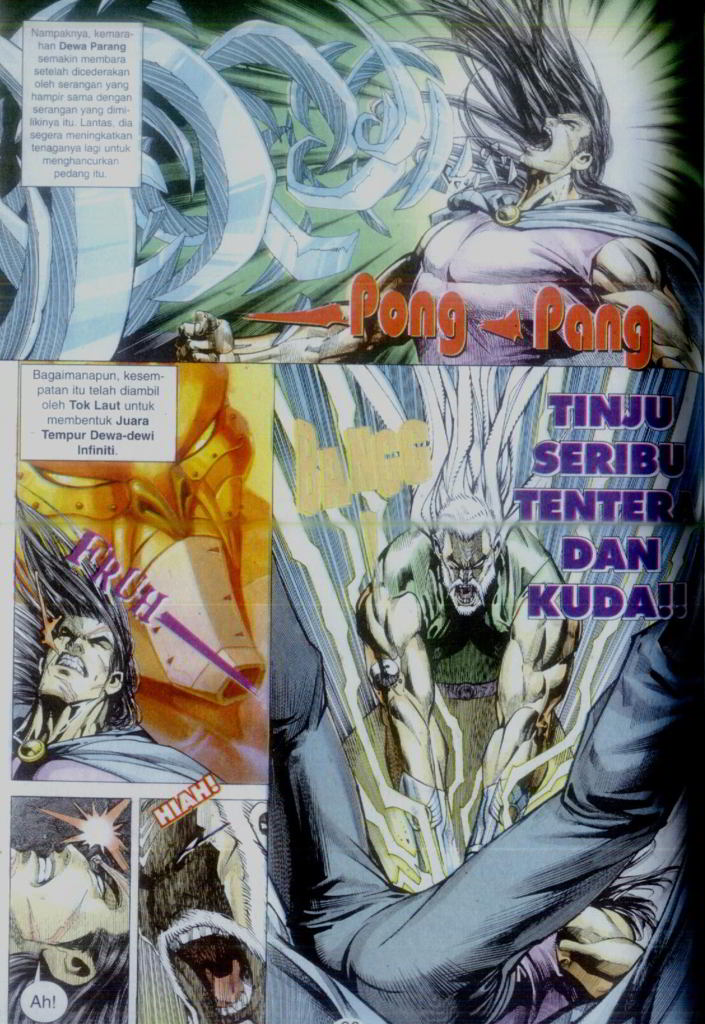 Nampaknya, kemara-
han Dewa Parang
semakin membara
setelah dicederakan
oleh serangan yang
hampir sama dengan
serangan yang dimi-
likinya itu. Lantas, dia
segera meningkatkan
tenaganya lagi untuk
menghancurkan
pedang itu.
Pong Pang
Bagaimanapun, kesem-
patan itu telah diambil
oleh Tok Laut untuk
membentuk Juara
Tempur Dewa-dewi
Infiniti.
BANGG
TINJU
SERIBU
TENTERA
DAN
KUDA!!
FRUH
HIAH!
Ah!